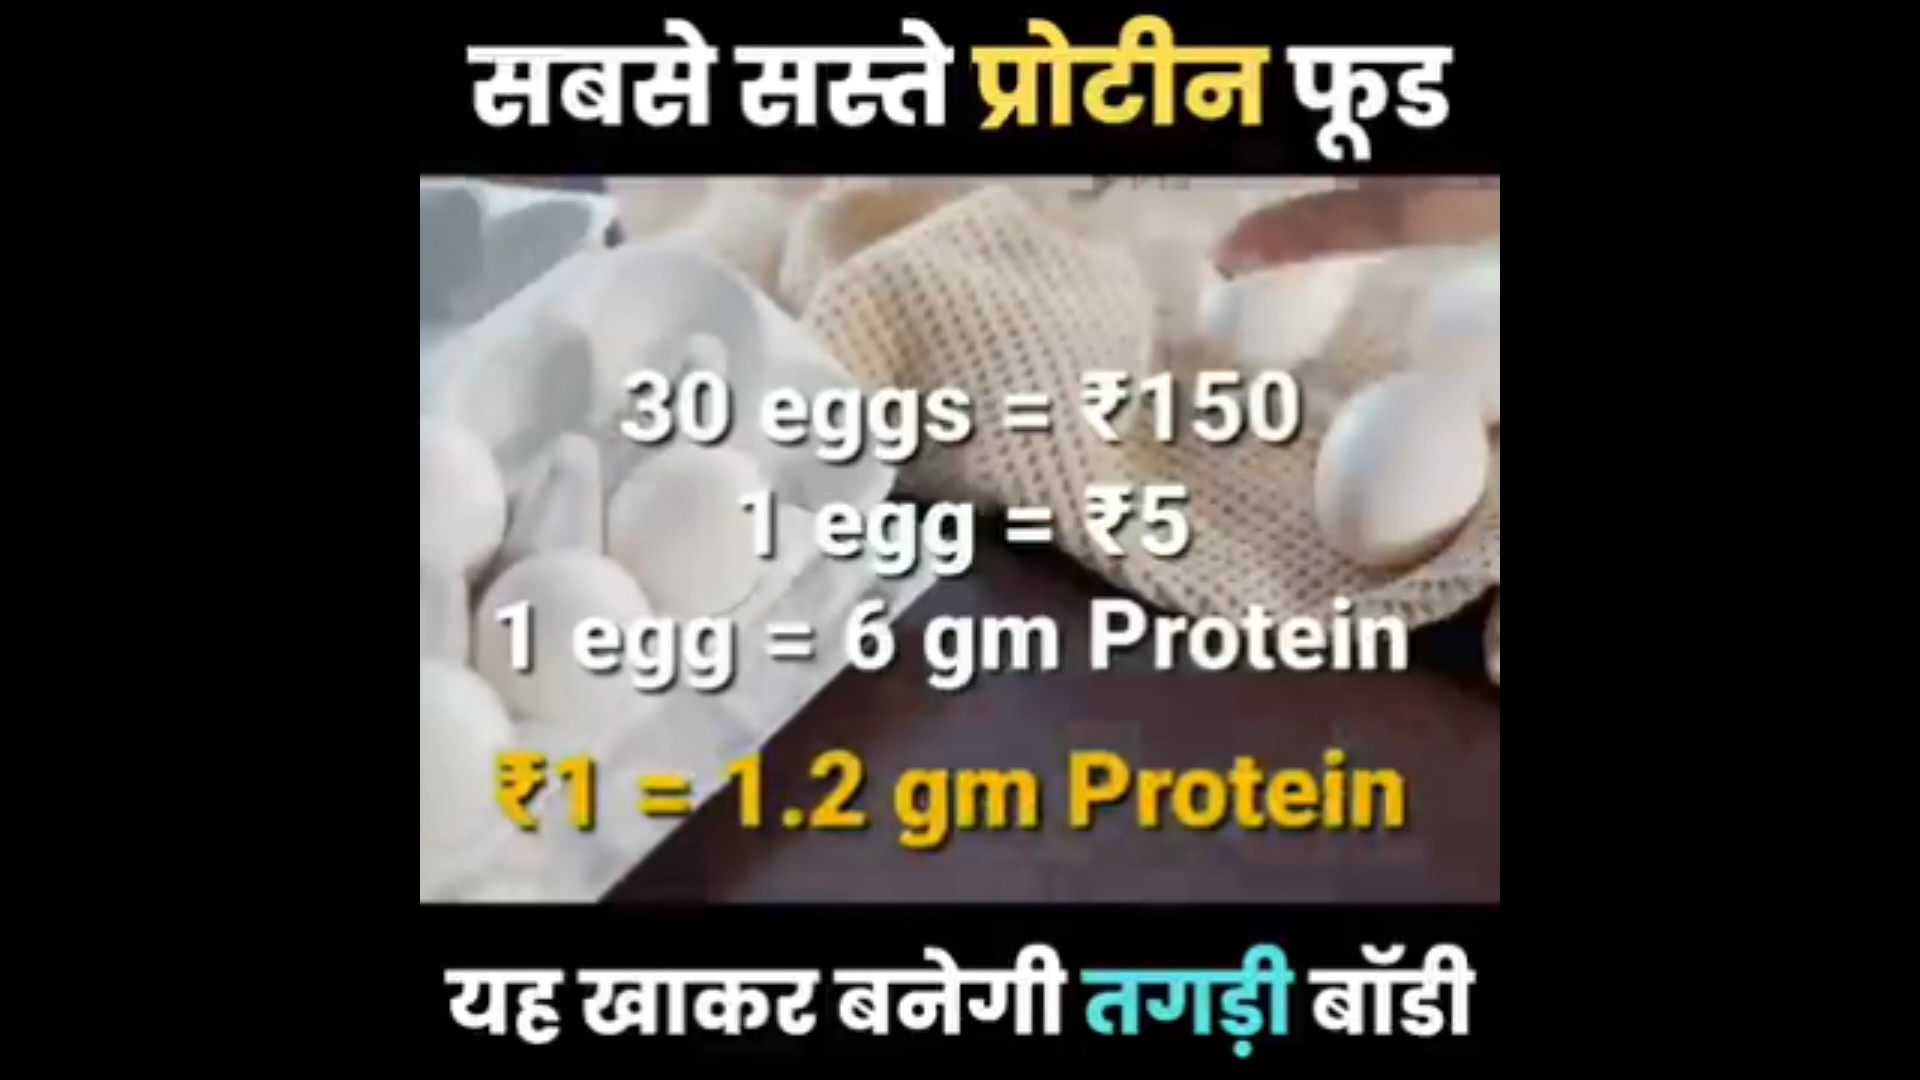 सबसे सस्ते प्रोटीन फूड
30 eggs = ₹150
1 egg = ₹5
1 egg = 6 gm Protein
₹1 = 1.2 gm Protein
यह खाकर बनेगी तगड़ी बॉडी